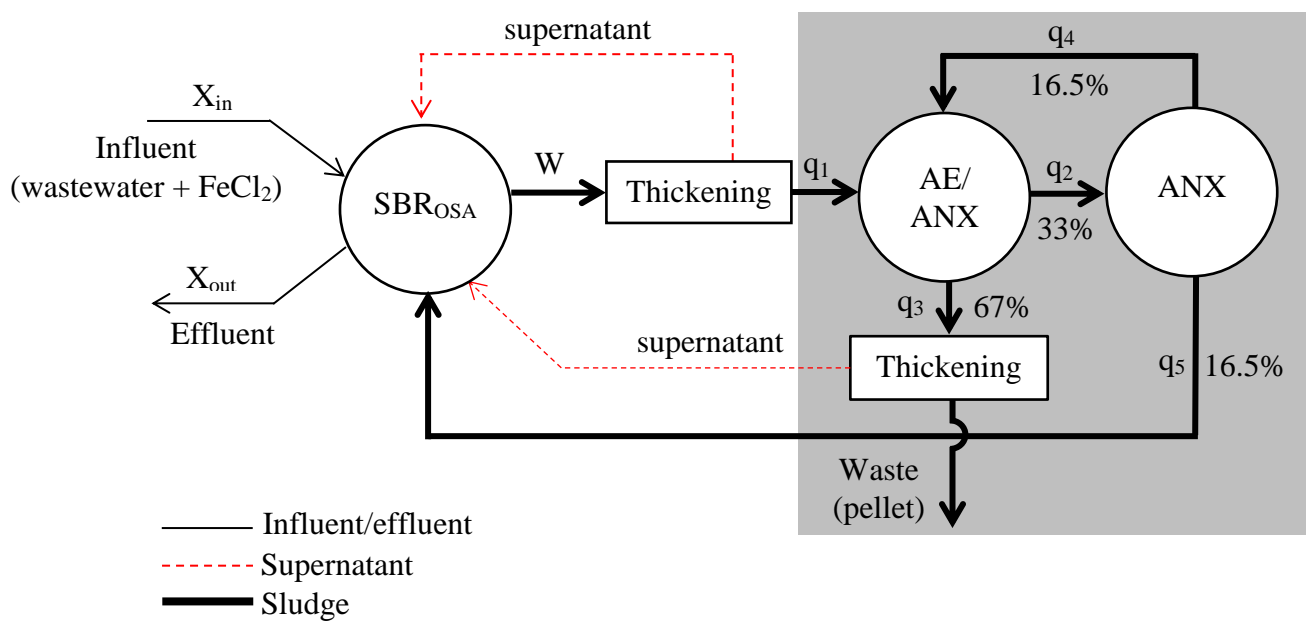 supernatant
q4
16.5%
Xin
Influent
(wastewater + FeCl2)
SBROSA
W
Thickening
q1
AE/
ANX
q2
33%
ANX
Xout
Effluent
q3
67%
supernatant
Thickening
q5
16.5%
Waste
(pellet)
Influent/effluent
Supernatant
Sludge